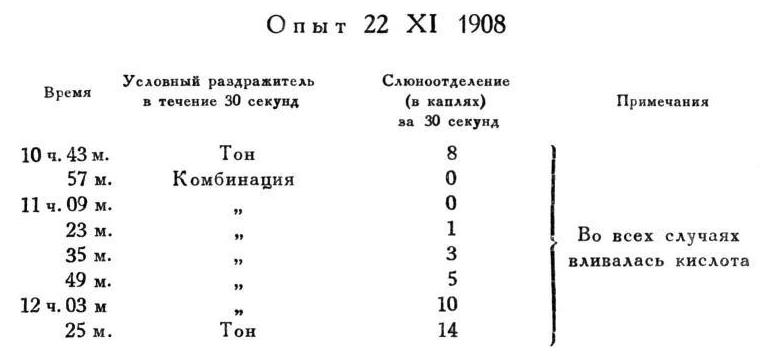 Опыт 22 XI 1908
Время Условный раздражитель в течение 30 секунд Слюноотделение (в каплях) за 30 секунд Примечания
10 ч. 43 м. Тон 8
57 м. Комбинация 0
11 ч. 09 м. „ 0
23 м. „ 1
35 м. „ 3
49 м. „ 5
12 ч. 03 м „ 10
25 м. Тон 14
Во всех случаях
вливалась кислота